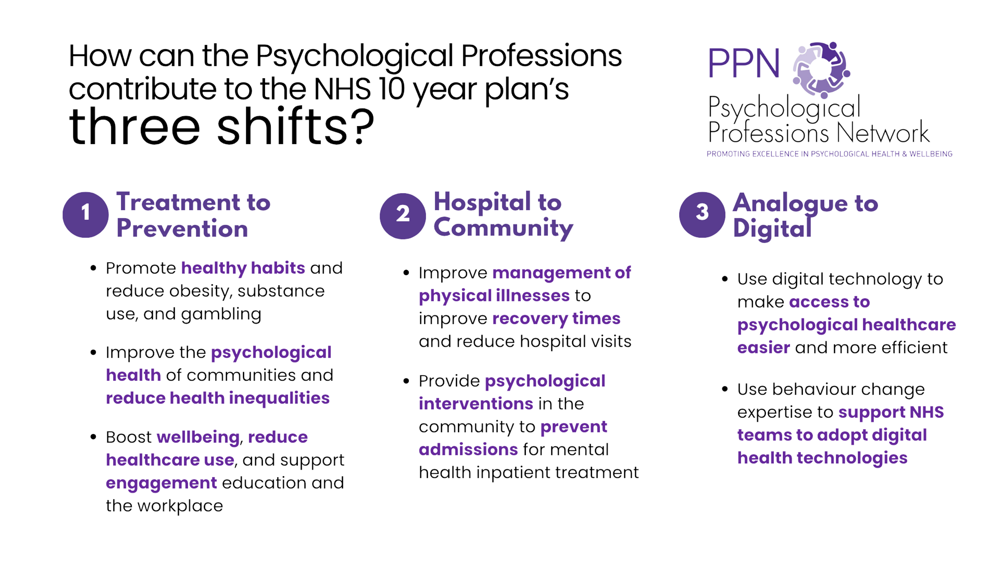 How can the Psychological Professions
contribute to the NHS 10 year plan's
three shifts?
PPN
Psychological
Professions Network
PROMOTING EXCELLENCE IN PSYCHOLOGICAL HEALTH & WELLBEING
1
Treatment to
Prevention
• Promote healthy habits and
reduce obesity, substance
use, and gambling
• Improve the psychological
health of communities and
reduce health inequalities
• Boost wellbeing, reduce
healthcare use, and support
engagement education and
the workplace
2
Hospital to
Community
• Improve management of
physical illnesses to
improve recovery times
and reduce hospital visits
• Provide psychological
interventions in the
community to prevent
admissions for mental
health inpatient treatment
3
Analogue to
Digital
• Use digital technology to
make access to
psychological healthcare
easier and more efficient
• Use behaviour change
expertise to support NHS
teams to adopt digital
health technologies